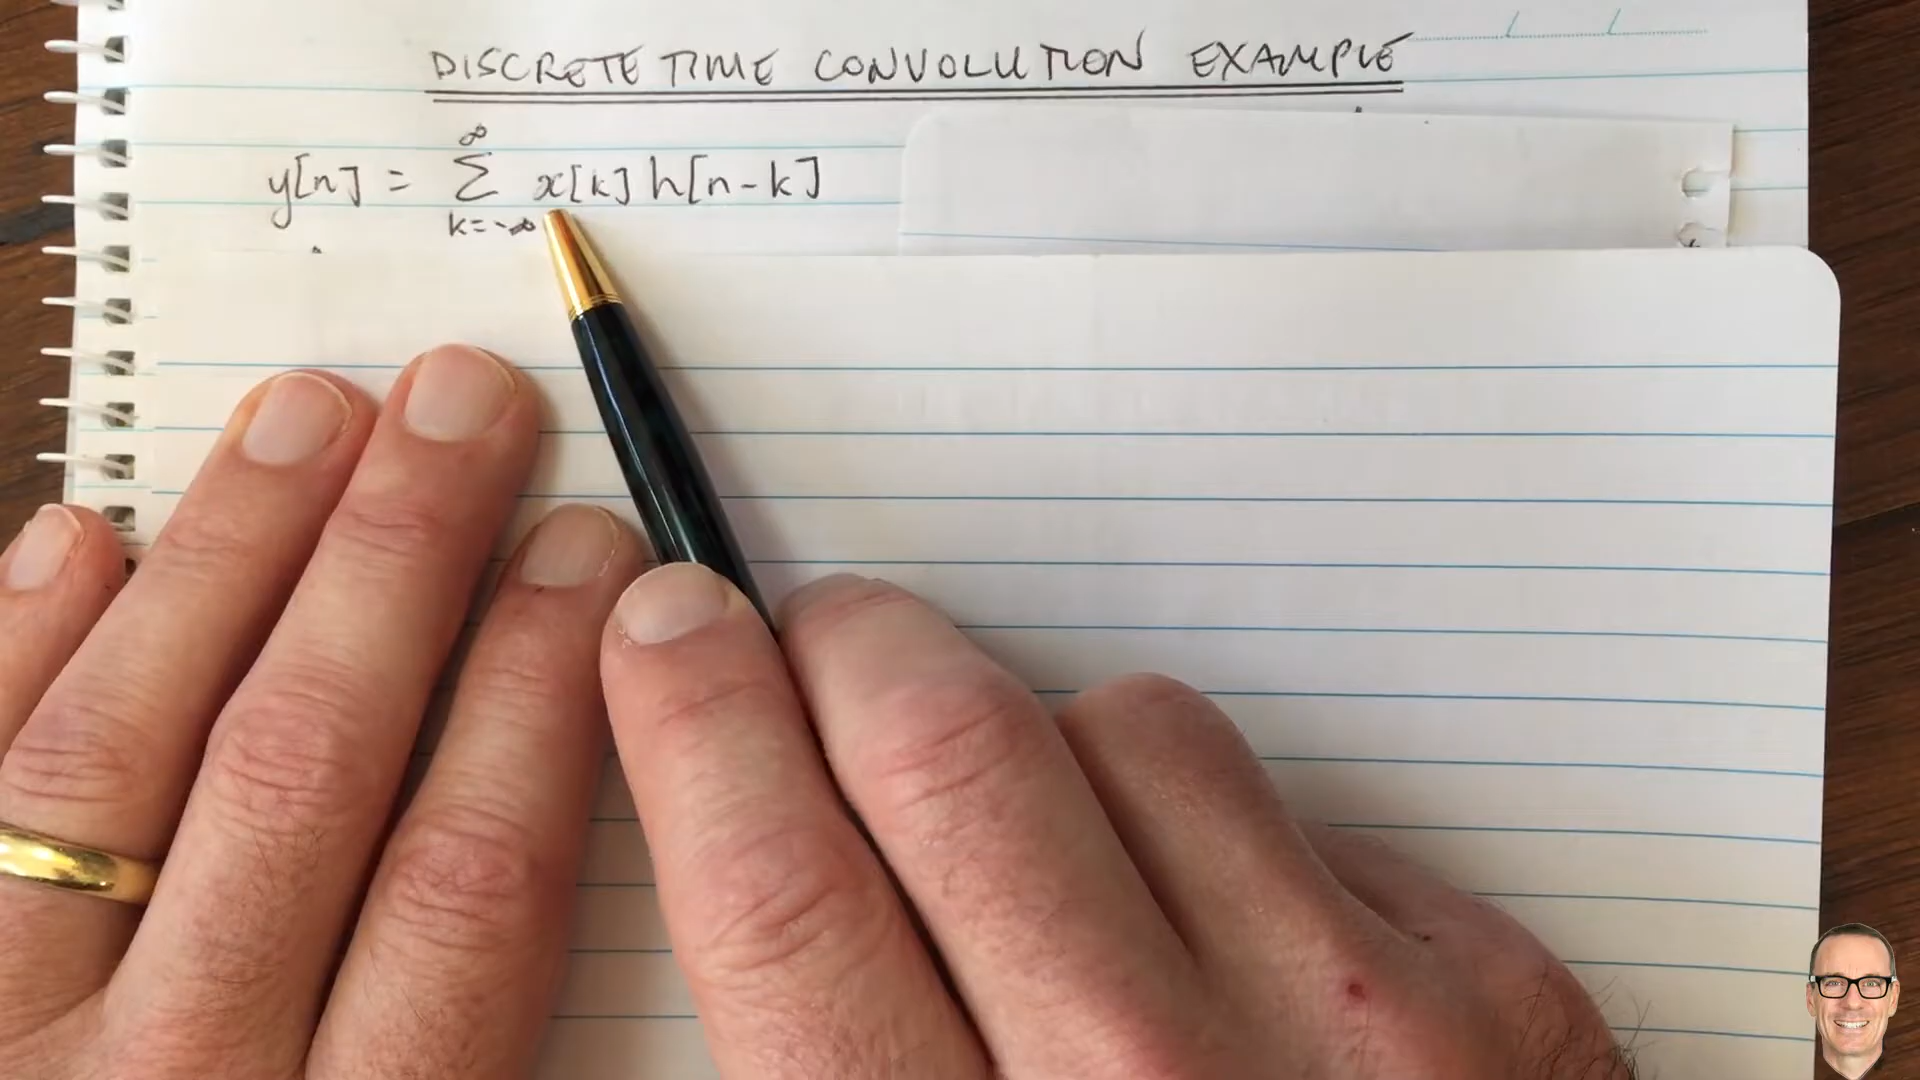 DISCRETE TIME CONVOLUTION EXAMPLE
∞
y[n] = Σ x[k] h[n-k]
k=-∞